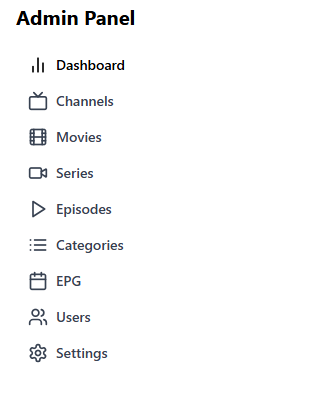 Admin Panel
Dashboard
Channels
Movies
Series
Episodes
Categories
EPG
Users
Settings